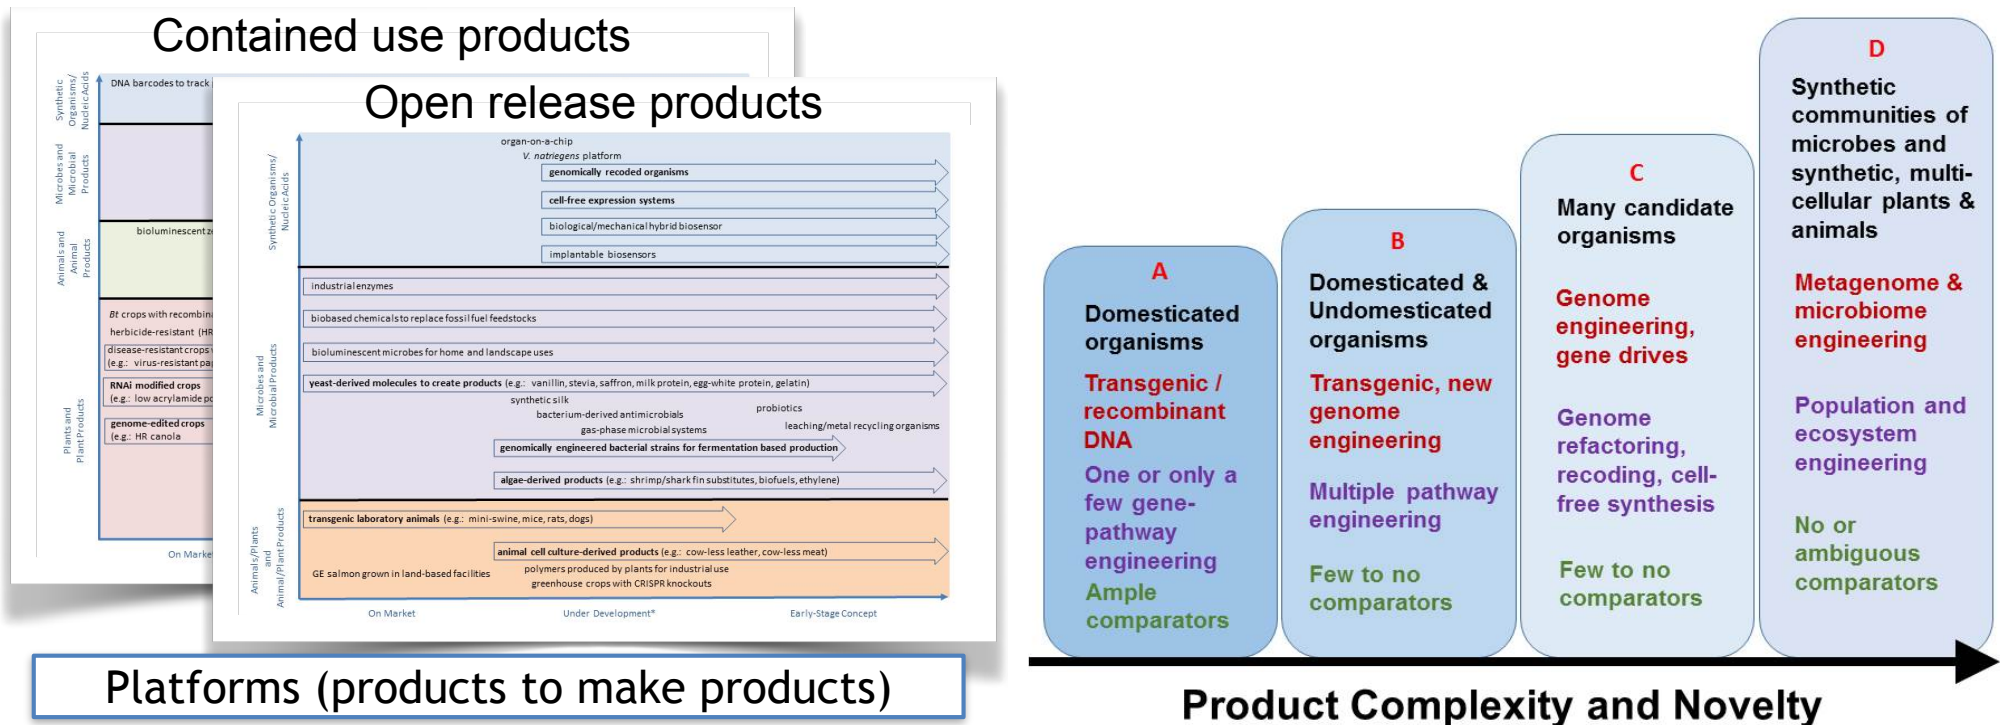 Contained use products
Synthetic
Organisms/
Nucleic Acids
DNA barcodes to track
Microbes and
Microbial
Products
Animals and
Animal
Products
bioluminescent
Plants and
Plant Products
Bt crops with
herbicide-resistant (HR
disease-resistant crops
(e.g.: virus-resistant
RNAi modified crops
(e.g.: low acrylamide
genome-edited crops
(e.g.: HR canola
On
Open release products
Synthetic Organisms/
Nucleic Acids
organ-on-a-chip
V. natriegens platform
genomically recoded organisms
cell-free expression systems
biological/mechanical hybrid biosensor
implantable biosensors
Microbes and
Microbial Products
industrial enzymes
biobased chemicals to replace fossil fuel feedstocks
bioluminescent microbes for home and landscape uses
yeast-derived molecules to create products (e.g.: vanillin, stevia, saffron, milk protein, egg-white protein, gelatin)
synthetic silk
bacterium-derived antimicrobials
probiotics
gas-phase microbial systems
leaching/metal recycling organisms
genomically engineered bacterial strains for fermentation based production
algae-derived products (e.g.: shrimp/shark fin substitutes, biofuels, ethylene)
Animals/Plants
and
Animal/Plant Products
transgenic laboratory animals (e.g.: mini-swine, mice, rats, dogs)
animal cell culture-derived products (e.g.: cow-less leather, cow-less meat)
GE salmon grown in land-based facilities
polymers produced by plants for industrial use
greenhouse crops with CRISPR knockouts
On Market
Under Development*
Early-Stage Concept
Platforms (products to make products)
A
Domesticated
organisms
Transgenic /
recombinant
DNA
One or only a
few gene-
pathway
engineering
Ample
comparators
B
Domesticated &
Undomesticated
organisms
Transgenic, new
genome
engineering
Multiple pathway
engineering
Few to no
comparators
C
Many candidate
organisms
Genome
engineering,
gene drives
Genome
refactoring,
recoding, cell-
free synthesis
Few to no
comparators
D
Synthetic
communities of
microbes and
synthetic, multi-
cellular plants &
animals
Metagenome &
microbiome
engineering
Population and
ecosystem
engineering
No or
ambiguous
comparators
Product Complexity and Novelty